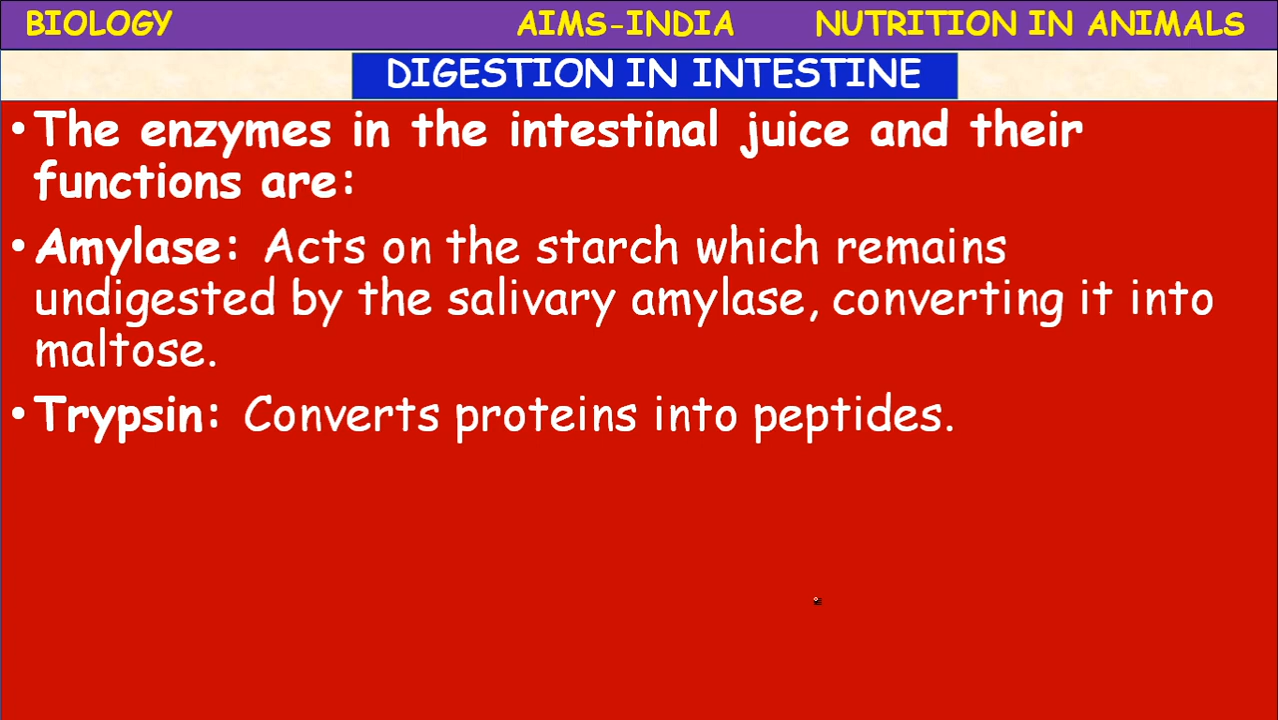 BIOLOGY AIMS-INDIA NUTRITION IN ANIMALS
DIGESTION IN INTESTINE
• The enzymes in the intestinal juice and their
functions are:
• Amylase: Acts on the starch which remains
undigested by the salivary amylase, converting it into
maltose.
• Trypsin: Converts proteins into peptides.